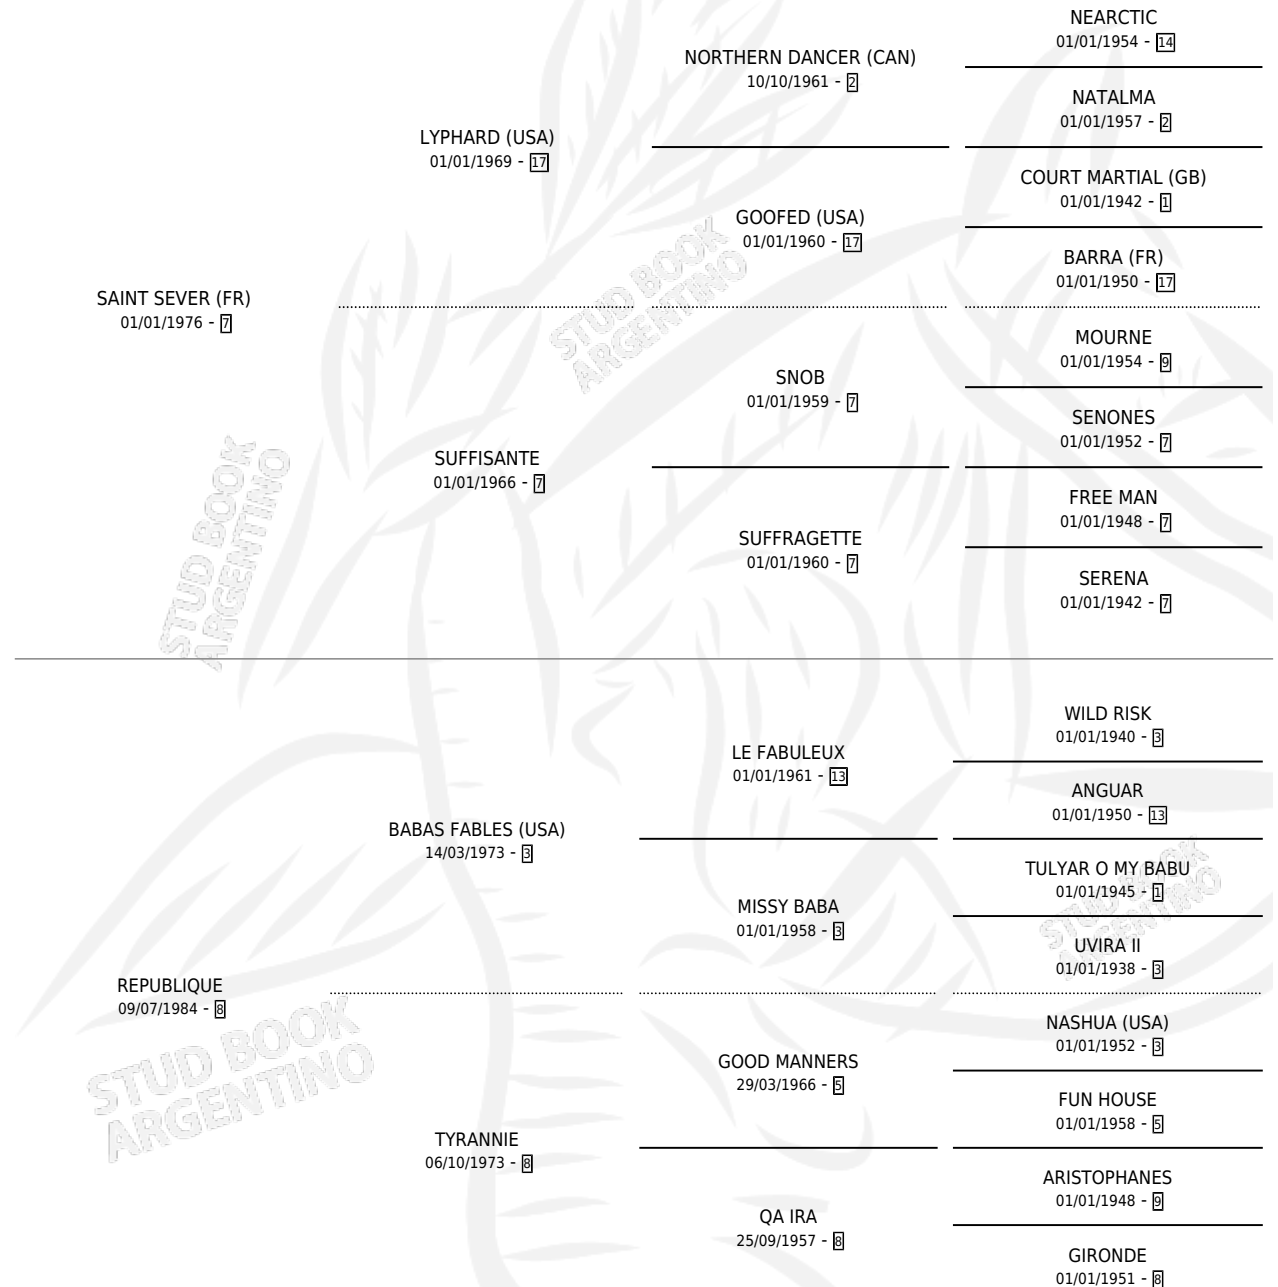 NEARCTIC
01/01/1954 - 14
NORTHERN DANCER (CAN)
10/10/1961 - 2
NATALMA
01/01/1957 - 2
LYPHARD (USA)
01/01/1969 - 17
COURT MARTIAL (GB)
01/01/1942 - 1
GOOFED (USA)
01/01/1960 - 17
BARRA (FR)
01/01/1950 - 17
SAINT SEVER (FR)
01/01/1976 - 7
STUD BOOK
ARGENTINO
MOURNE
01/01/1954 - 9
SNOB
01/01/1959 - 7
SENONES
01/01/1952 - 7
SUFFISANTE
01/01/1966 - 7
FREE MAN
01/01/1948 - 7
SUFFRAGETTE
01/01/1960 - 7
SERENA
01/01/1942 - 7
STUD BOOK
ARGENTINO
WILD RISK
01/01/1940 - 3
LE FABULEUX
01/01/1961 - 13
ANGUAR
01/01/1950 - 13
BABAS FABLES (USA)
14/03/1973 - 3
TULYAR O MY BABU
01/01/1945 - 1
MISSY BABA
01/01/1958 - 3
UVIRA II
01/01/1938 - 3
STUD BOOK
ARGENTINO
REPUBLIQUE
09/07/1984 - 8
NASHUA (USA)
01/01/1952 - 3
GOOD MANNERS
29/03/1966 - 5
FUN HOUSE
01/01/1958 - 5
STUD BOOK
ARGENTINO
TYRANNIE
06/10/1973 - 8
ARISTOPHANES
01/01/1948 - 9
QA IRA
25/09/1957 - 8
GIRONDE
01/01/1951 - 8